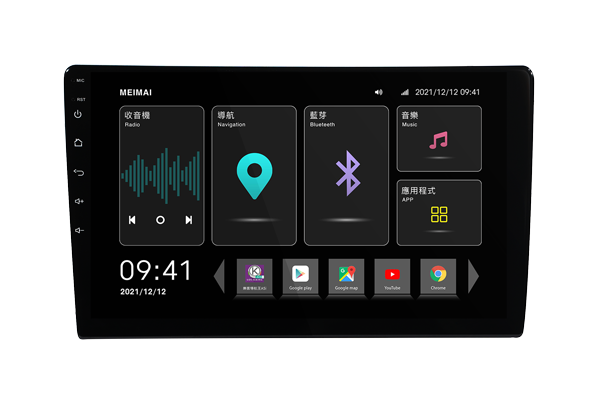 MIC
RST
MEIMAI
2021/12/12 09:41
收音機
Radio
導航
Navigation
藍芽
Blueteeth
音樂
Music
應用程式
APP
09:41
2021/12/12
Google play
Google map
YouTube
Chrome